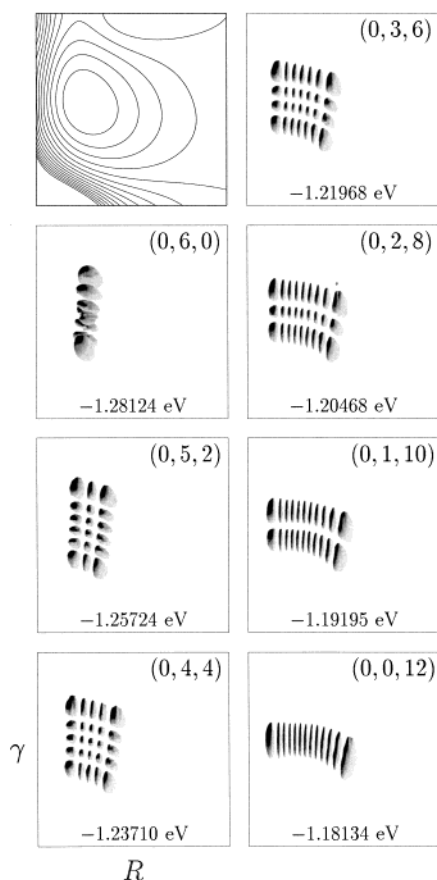 (0, 3, 6)
−1.21968 eV
(0, 6, 0)
−1.28124 eV
(0, 2, 8)
−1.20468 eV
(0, 5, 2)
−1.25724 eV
(0, 1, 10)
−1.19195 eV
(0, 4, 4)
−1.23710 eV
(0, 0, 12)
−1.18134 eV
γ
R